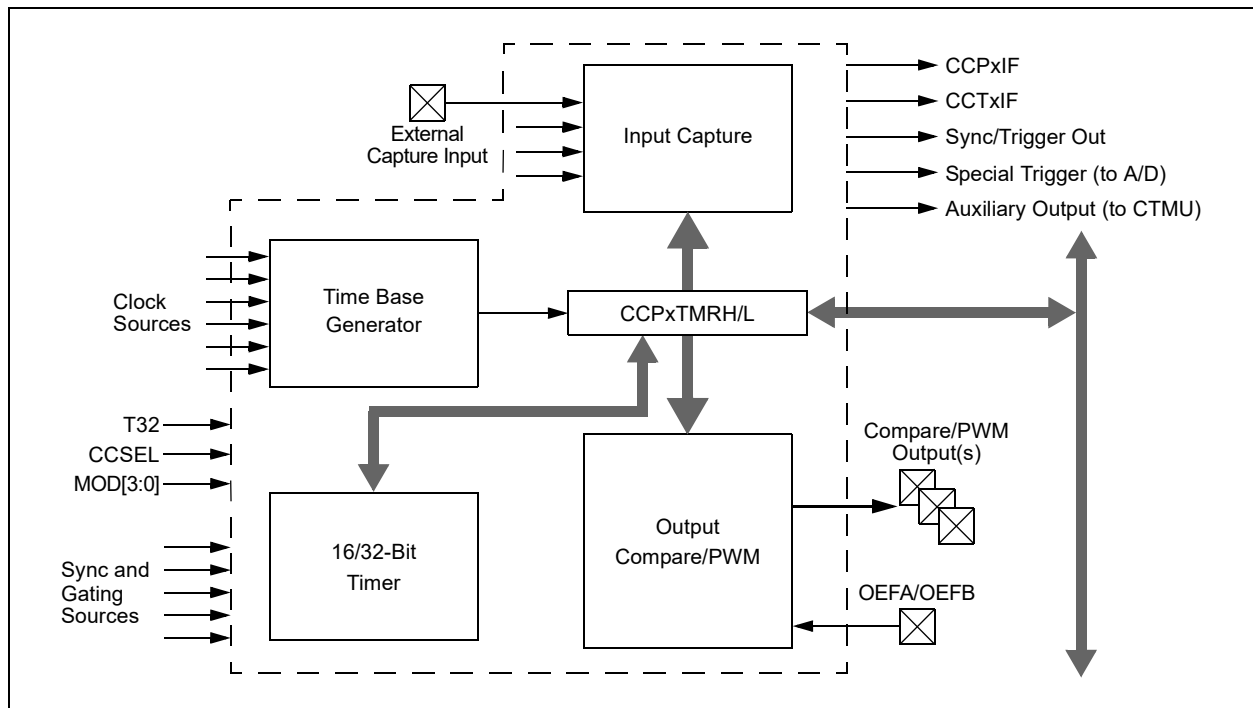 External
Capture Input
Input Capture
CCPxIF
CCTxIF
Sync/Trigger Out
Special Trigger (to A/D)
Auxiliary Output (to CTMU)
Clock
Sources
Time Base
Generator
CCPxTMRH/L
T32
CCSEL
MOD[3:0]
Sync and
Gating
Sources
16/32-Bit
Timer
Output
Compare/PWM
Compare/PWM
Output(s)
OEFA/OEFB